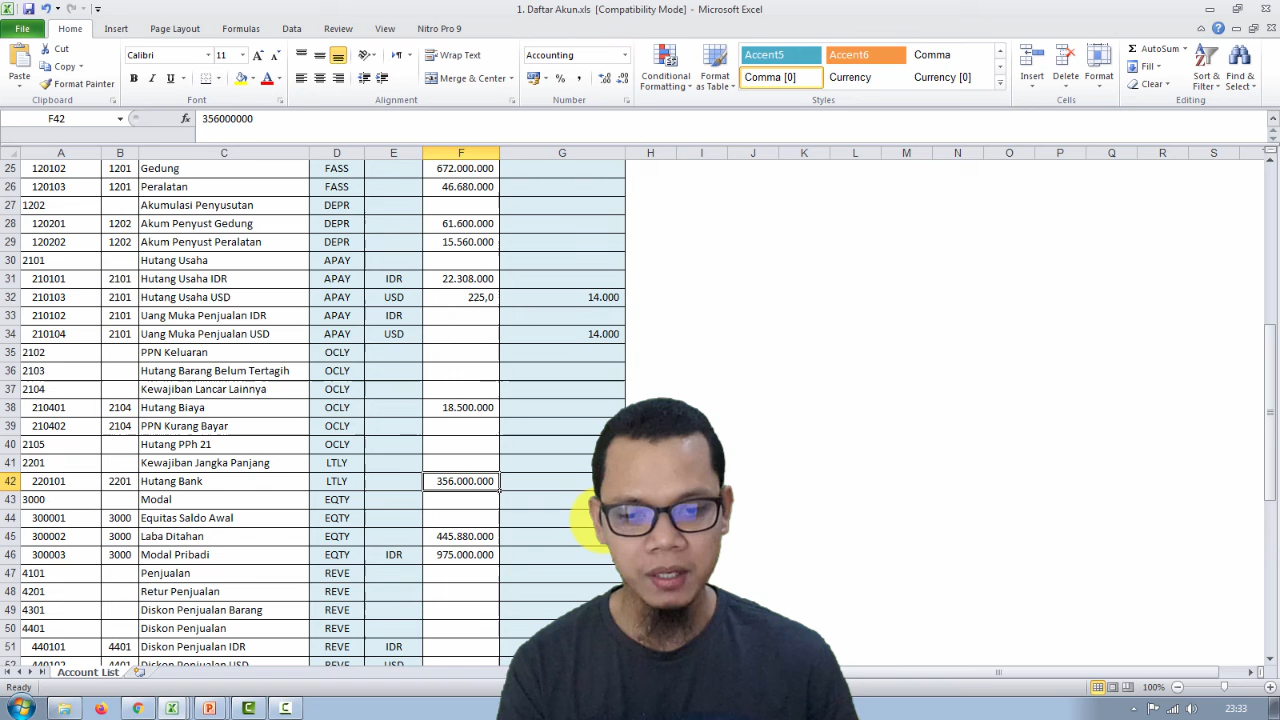 1. Daftar Akun.xls [Compatibility Mode] - Microsoft Excel
File Home Insert Page Layout Formulas Data Review View Nitro Pro 9
Paste Cut Format Painter Clipboard
Calibri 11 Font
Wrap Text Merge & Center Alignment
Accounting Number
Conditional Formatting Format as Table
Accent5 Accent6 Comma
Comma [0] Currency Currency [0]
Styles
Insert Delete Format Cells
AutoSum Fill Clear Sort & Filter Find & Select Editing
F42 fx 356000000
A B C D E F G H I J K L M N O P Q R S
25 120102 1201 Gedung FASS 672.000.000
26 120103 1201 Peralatan FASS 46.680.000
27 1202 Akumulasi Penyusutan DEPR
28 120201 1202 Akum Penyust Gedung DEPR 61.600.000
29 120202 1202 Akum Penyust Peralatan DEPR 15.560.000
30 2101 Hutang Usaha APAY
31 210101 2101 Hutang Usaha IDR APAY IDR 22.308.000
32 210103 2101 Hutang Usaha USD APAY USD 225,0 14.000
33 210102 2101 Uang Muka Penjualan IDR APAY IDR
34 210104 2101 Uang Muka Penjualan USD APAY USD 14.000
35 2102 PPN Keluaran OCLY
36 2103 Hutang Barang Belum Tertagih OCLY
37 2104 Kewajiban Lancar Lainnya OCLY
38 210401 2104 Hutang Biaya OCLY 18.500.000
39 210402 2104 PPN Kurang Bayar OCLY
40 2105 Hutang PPh 21 OCLY
41 2201 Kewajiban Jangka Panjang LTLY
42 220101 2201 Hutang Bank LTLY 356.000.000
43 3000 Modal EQTY
44 300001 3000 Equitas Saldo Awal EQTY
45 300002 3000 Laba Ditahan EQTY 445.880.000
46 300003 3000 Modal Pribadi EQTY IDR 975.000.000
47 4101 Penjualan REVE
48 4201 Retur Penjualan REVE
49 4301 Diskon Penjualan Barang REVE
50 4401 Diskon Penjualan REVE
51 440101 4401 Diskon Penjualan IDR REVE IDR
52 440102 4401 Diskon Penjualan USD REVE USD
Account List
Ready 100%
23:33